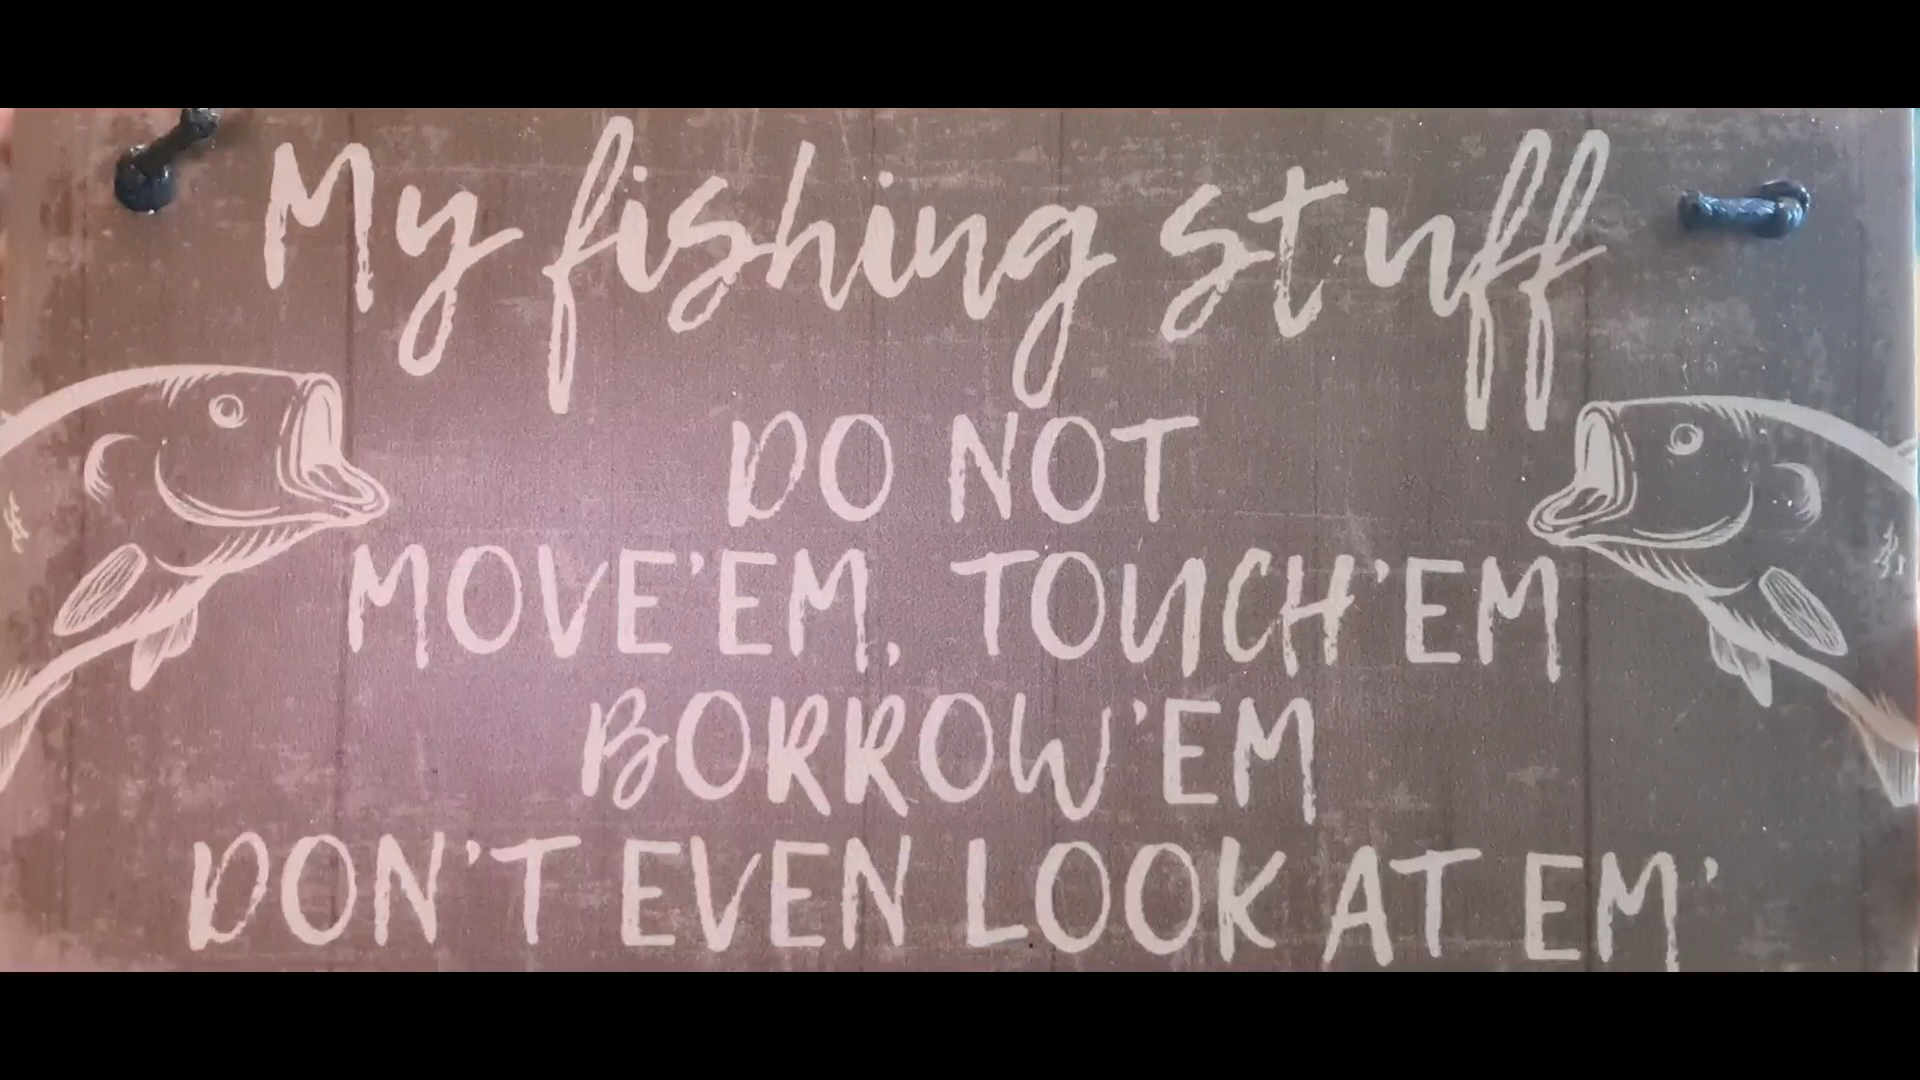 My fishing stuff
DO NOT
MOVE'EM, TOUCH'EM
BORROW'EM
DON'T EVEN LOOK AT EM'